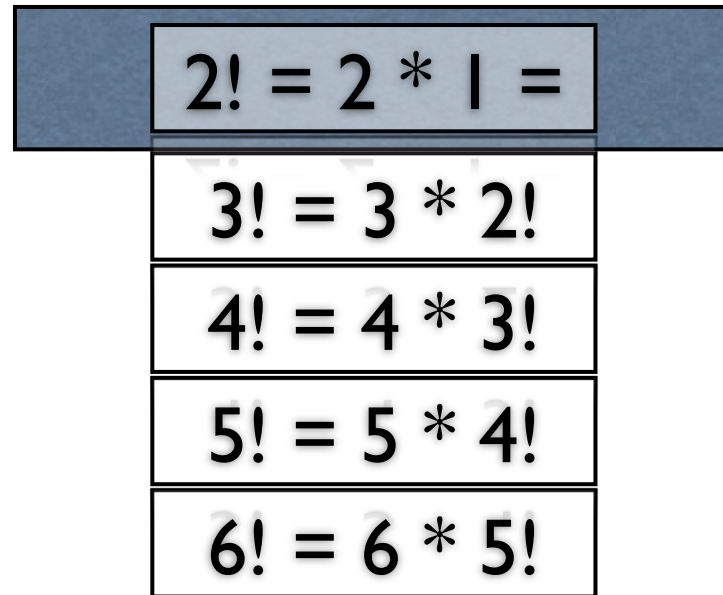 2! = 2 * 1 =
3! = 3 * 2!
4! = 4 * 3!
5! = 5 * 4!
6! = 6 * 5!